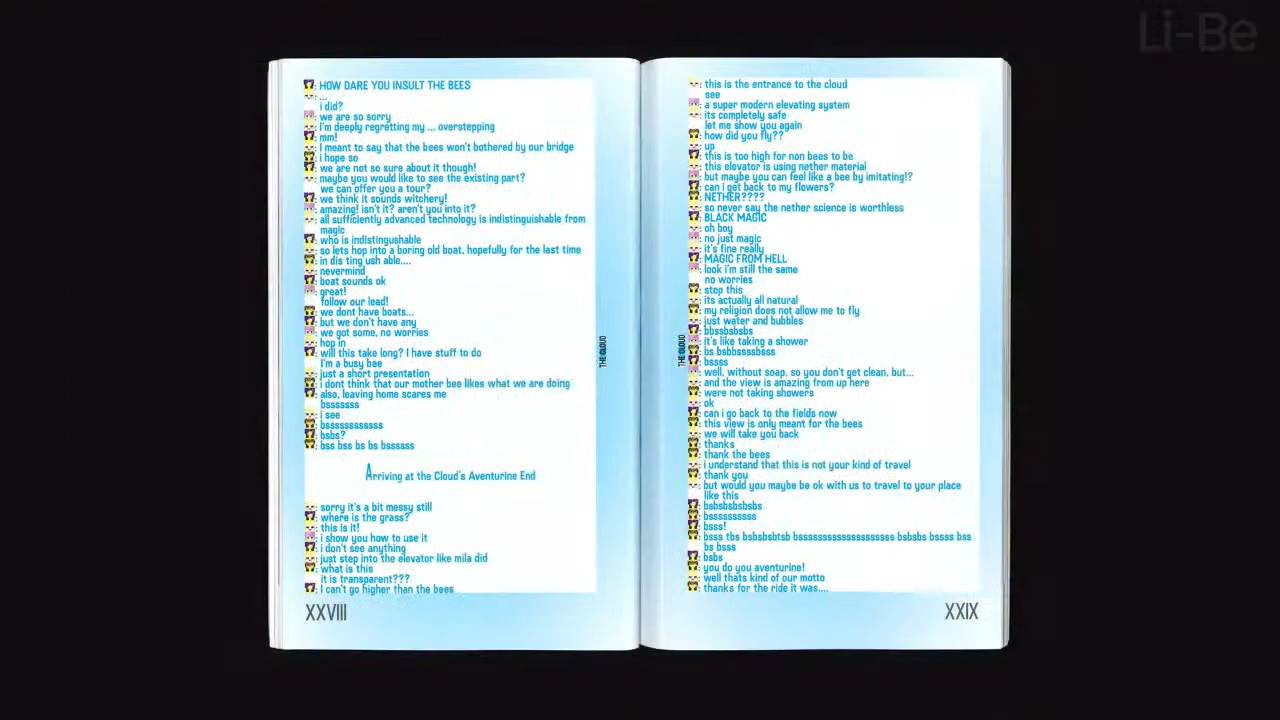 Li-Be
: HOW DARE YOU INSULT THE BEES
: ...
i did?
: we are so sorry
: I'm deeply regretting my ... overstepping
: mm!
: I meant to say that the bees won't bothered by our bridge
: i hope so
: we are not so sure about it though!
: maybe you would like to see the existing part?
we can offer you a tour?
: we think it sounds witchery!
: amazing! isn't it? aren't you into it?
: all sufficiently advanced technology is indistinguishable from
magic
: who is indistingushable
: so lets hop into a boring old boat, hopefully for the last time
: in dis ting ush able....
: nevermind
: boat sounds ok
: great!
follow our lead!
: we dont have boats...
: but we don't have any
: we got some, no worries
: hop in
: will this take long? I have stuff to do
I'm a busy bee
: just a short presentation
: i dont think that our mother bee likes what we are doing
: also, leaving home scares me
bsssssss
: i see
: bssssssssssss
: bsbs?
: bss bss bs bs bssssss
Arriving at the Cloud's Aventurine End
: sorry it's a bit messy still
: where is the grass?
: this is it!
: i show you how to use it
: i don't see anything
: just step into the elevator like mila did
: what is this
it is transparent???
: I can't go higher than the bees
THE CLOUD
XXVIII
: this is the entrance to the cloud
see
: a super modern elevating system
: its completely safe
let me show you again
: how did you fly??
: up
: this is too high for non bees to be
: this elevator is using nether material
: but maybe you can feel like a bee by imitating!?
: can i get back to my flowers?
: NETHER????
: so never say the nether science is worthless
: BLACK MAGIC
: oh boy
: no just magic
: it's fine really
: MAGIC FROM HELL
: look i'm still the same
no worries
: stop this
: its actually all natural
: my religion does not allow me to fly
: just water and bubbles
: bbssbsbsbs
: it's like taking a shower
: bs bsbbssssbsss
: bssss
: well, without soap, so you don't get clean, but...
: and the view is amazing from up here
: were not taking showers
: ok
: can i go back to the fields now
: this view is only meant for the bees
: we will take you back
: thanks
: thank the bees
: i understand that this is not your kind of travel
: thank you
: but would you maybe be ok with us to travel to your place
like this
: bsbsbsbsbsbs
: bssssssssss
: bsss!
: bsss tbs bsbsbsbtsb bsssssssssssssssssssss bsbsbs bssss bss
bs bsss
: bsbs
: you do you aventurine!
: well thats kind of our motto
: thanks for the ride it was....
THE CLOUD
XXIX